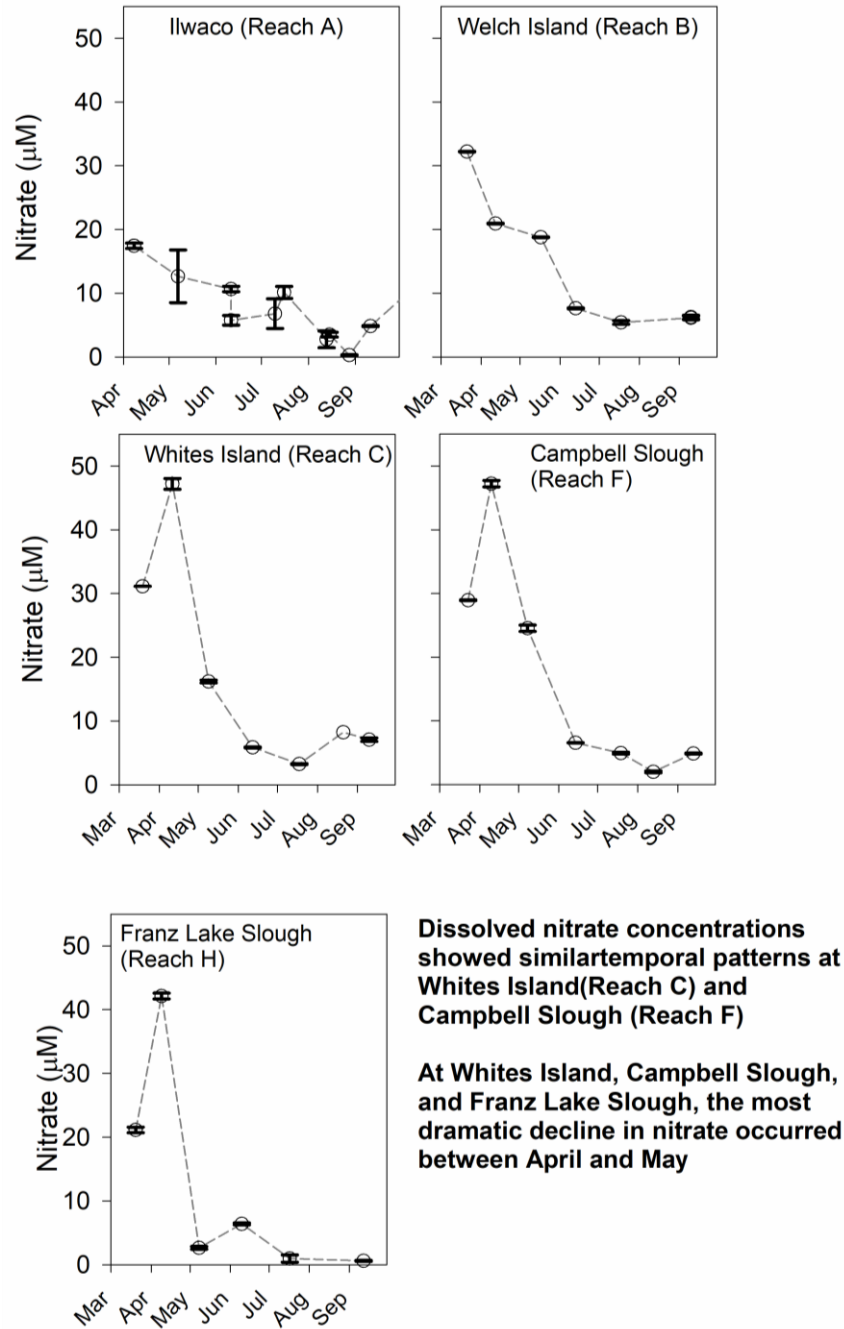 Ilwaco (Reach A)
Nitrate (μM)
50
40
30
20
10
0
Apr
May
Jun
Jul
Aug
Sep
Welch Island (Reach B)
Mar
Apr
May
Jun
Jul
Aug
Sep
Whites Island (Reach C)
Nitrate (μM)
50
40
30
20
10
0
Mar
Apr
May
Jun
Jul
Aug
Sep
Campbell Slough
(Reach F)
Mar
Apr
May
Jun
Jul
Aug
Sep
Franz Lake Slough
(Reach H)
Nitrate (μM)
50
40
30
20
10
0
Mar
Apr
May
Jun
Jul
Aug
Sep
Dissolved nitrate concentrations
showed similartemporal patterns at
Whites Island(Reach C) and
Campbell Slough (Reach F)
At Whites Island, Campbell Slough,
and Franz Lake Slough, the most
dramatic decline in nitrate occurred
between April and May